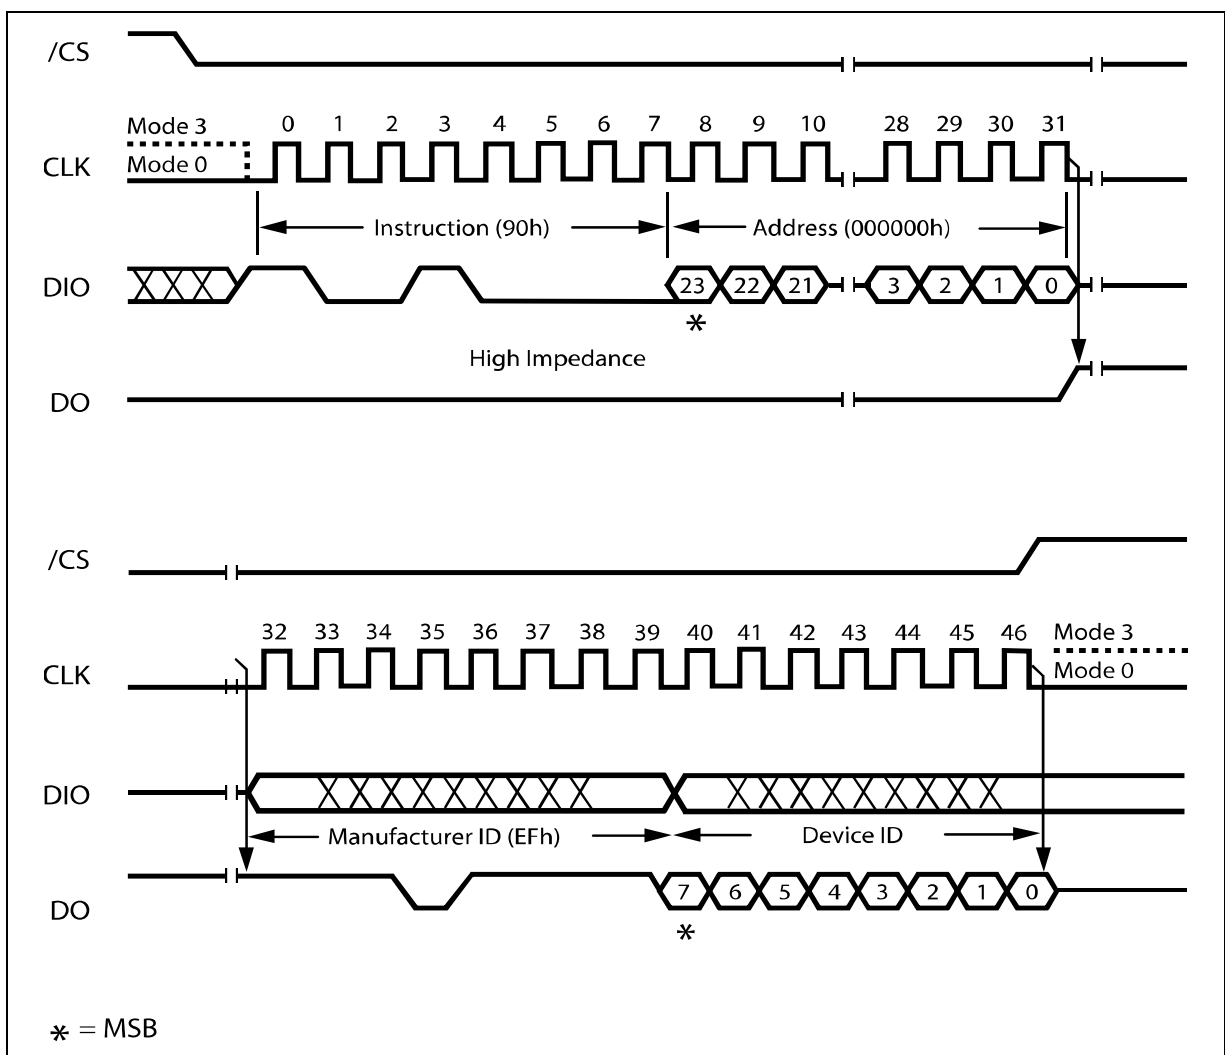 /CS
Mode 3
0 1 2 3 4 5 6 7 8 9 10 28 29 30 31
CLK
Mode 0
Instruction (90h)
Address (000000h)
DIO
23 22 21 3 2 1 0
*
High Impedance
DO
/CS
32 33 34 35 36 37 38 39 40 41 42 43 44 45 46
Mode 3
CLK
Mode 0
DIO
Manufacturer ID (EFh)
Device ID
DO
7 6 5 4 3 2 1 0
*
* = MSB